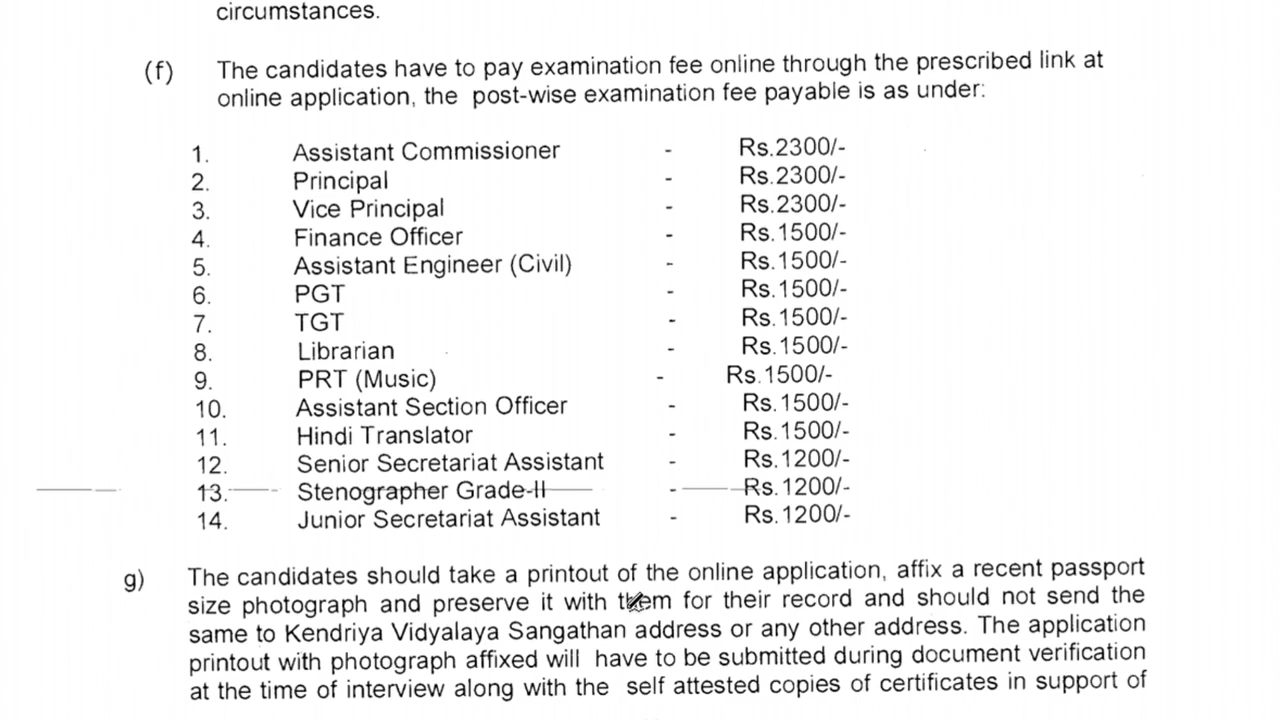 circumstances.
(f) The candidates have to pay examination fee online through the prescribed link at
online application, the post-wise examination fee payable is as under:
1. Assistant Commissioner - Rs.2300/-
2. Principal - Rs.2300/-
3. Vice Principal - Rs.2300/-
4. Finance Officer - Rs.1500/-
5. Assistant Engineer (Civil) - Rs.1500/-
6. PGT - Rs.1500/-
7. TGT - Rs.1500/-
8. Librarian - Rs.1500/-
9. PRT (Music) - Rs.1500/-
10. Assistant Section Officer - Rs.1500/-
11. Hindi Translator - Rs.1500/-
12. Senior Secretariat Assistant - Rs.1200/-
13. Stenographer Grade-II - Rs.1200/-
14. Junior Secretariat Assistant - Rs.1200/-
g) The candidates should take a printout of the online application, affix a recent passport
size photograph and preserve it with them for their record and should not send the
same to Kendriya Vidyalaya Sangathan address or any other address. The application
printout with photograph affixed will have to be submitted during document verification
at the time of interview along with the self attested copies of certificates in support of